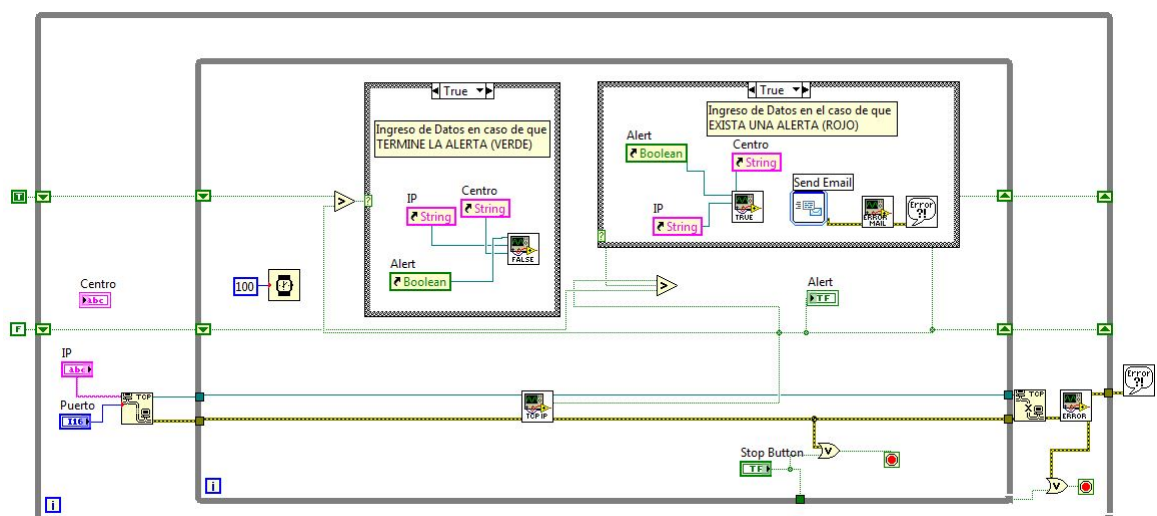 True
Ingreso de Datos en caso de que
TERMINE LA ALERTA (VERDE)
IP
String
Centro
String
FALSE
Alert
Boolean
True
Ingreso de Datos en el caso de que
EXISTA UNA ALERTA (ROJO)
Alert
Boolean
Centro
String
IP
String
TRUE
Send Email
ERROR
MAIL
Error
?!
T
100
Centro
abc
Alert
TF
F
IP
abc
Puerto
I16
TCP
TCP IP
TCP
ERROR
Error
?!
Stop Button
TF
V
V
i
i